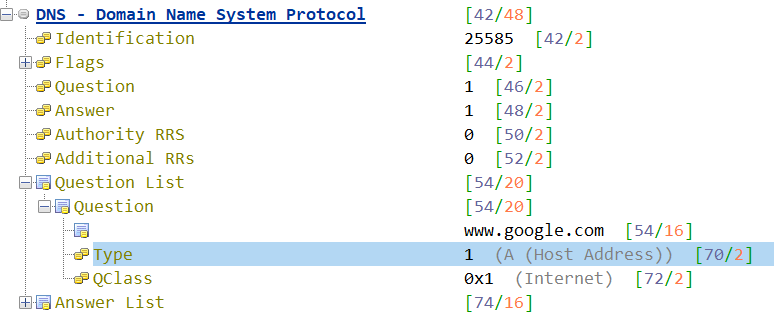 DNS - Domain Name System Protocol [42/48]
Identification 25585 [42/2]
Flags [44/2]
Question 1 [46/2]
Answer 1 [48/2]
Authority RRS 0 [50/2]
Additional RRs 0 [52/2]
Question List [54/20]
Question [54/20]
www.google.com [54/16]
Type 1 (A (Host Address)) [70/2]
QClass 0x1 (Internet) [72/2]
Answer List [74/16]